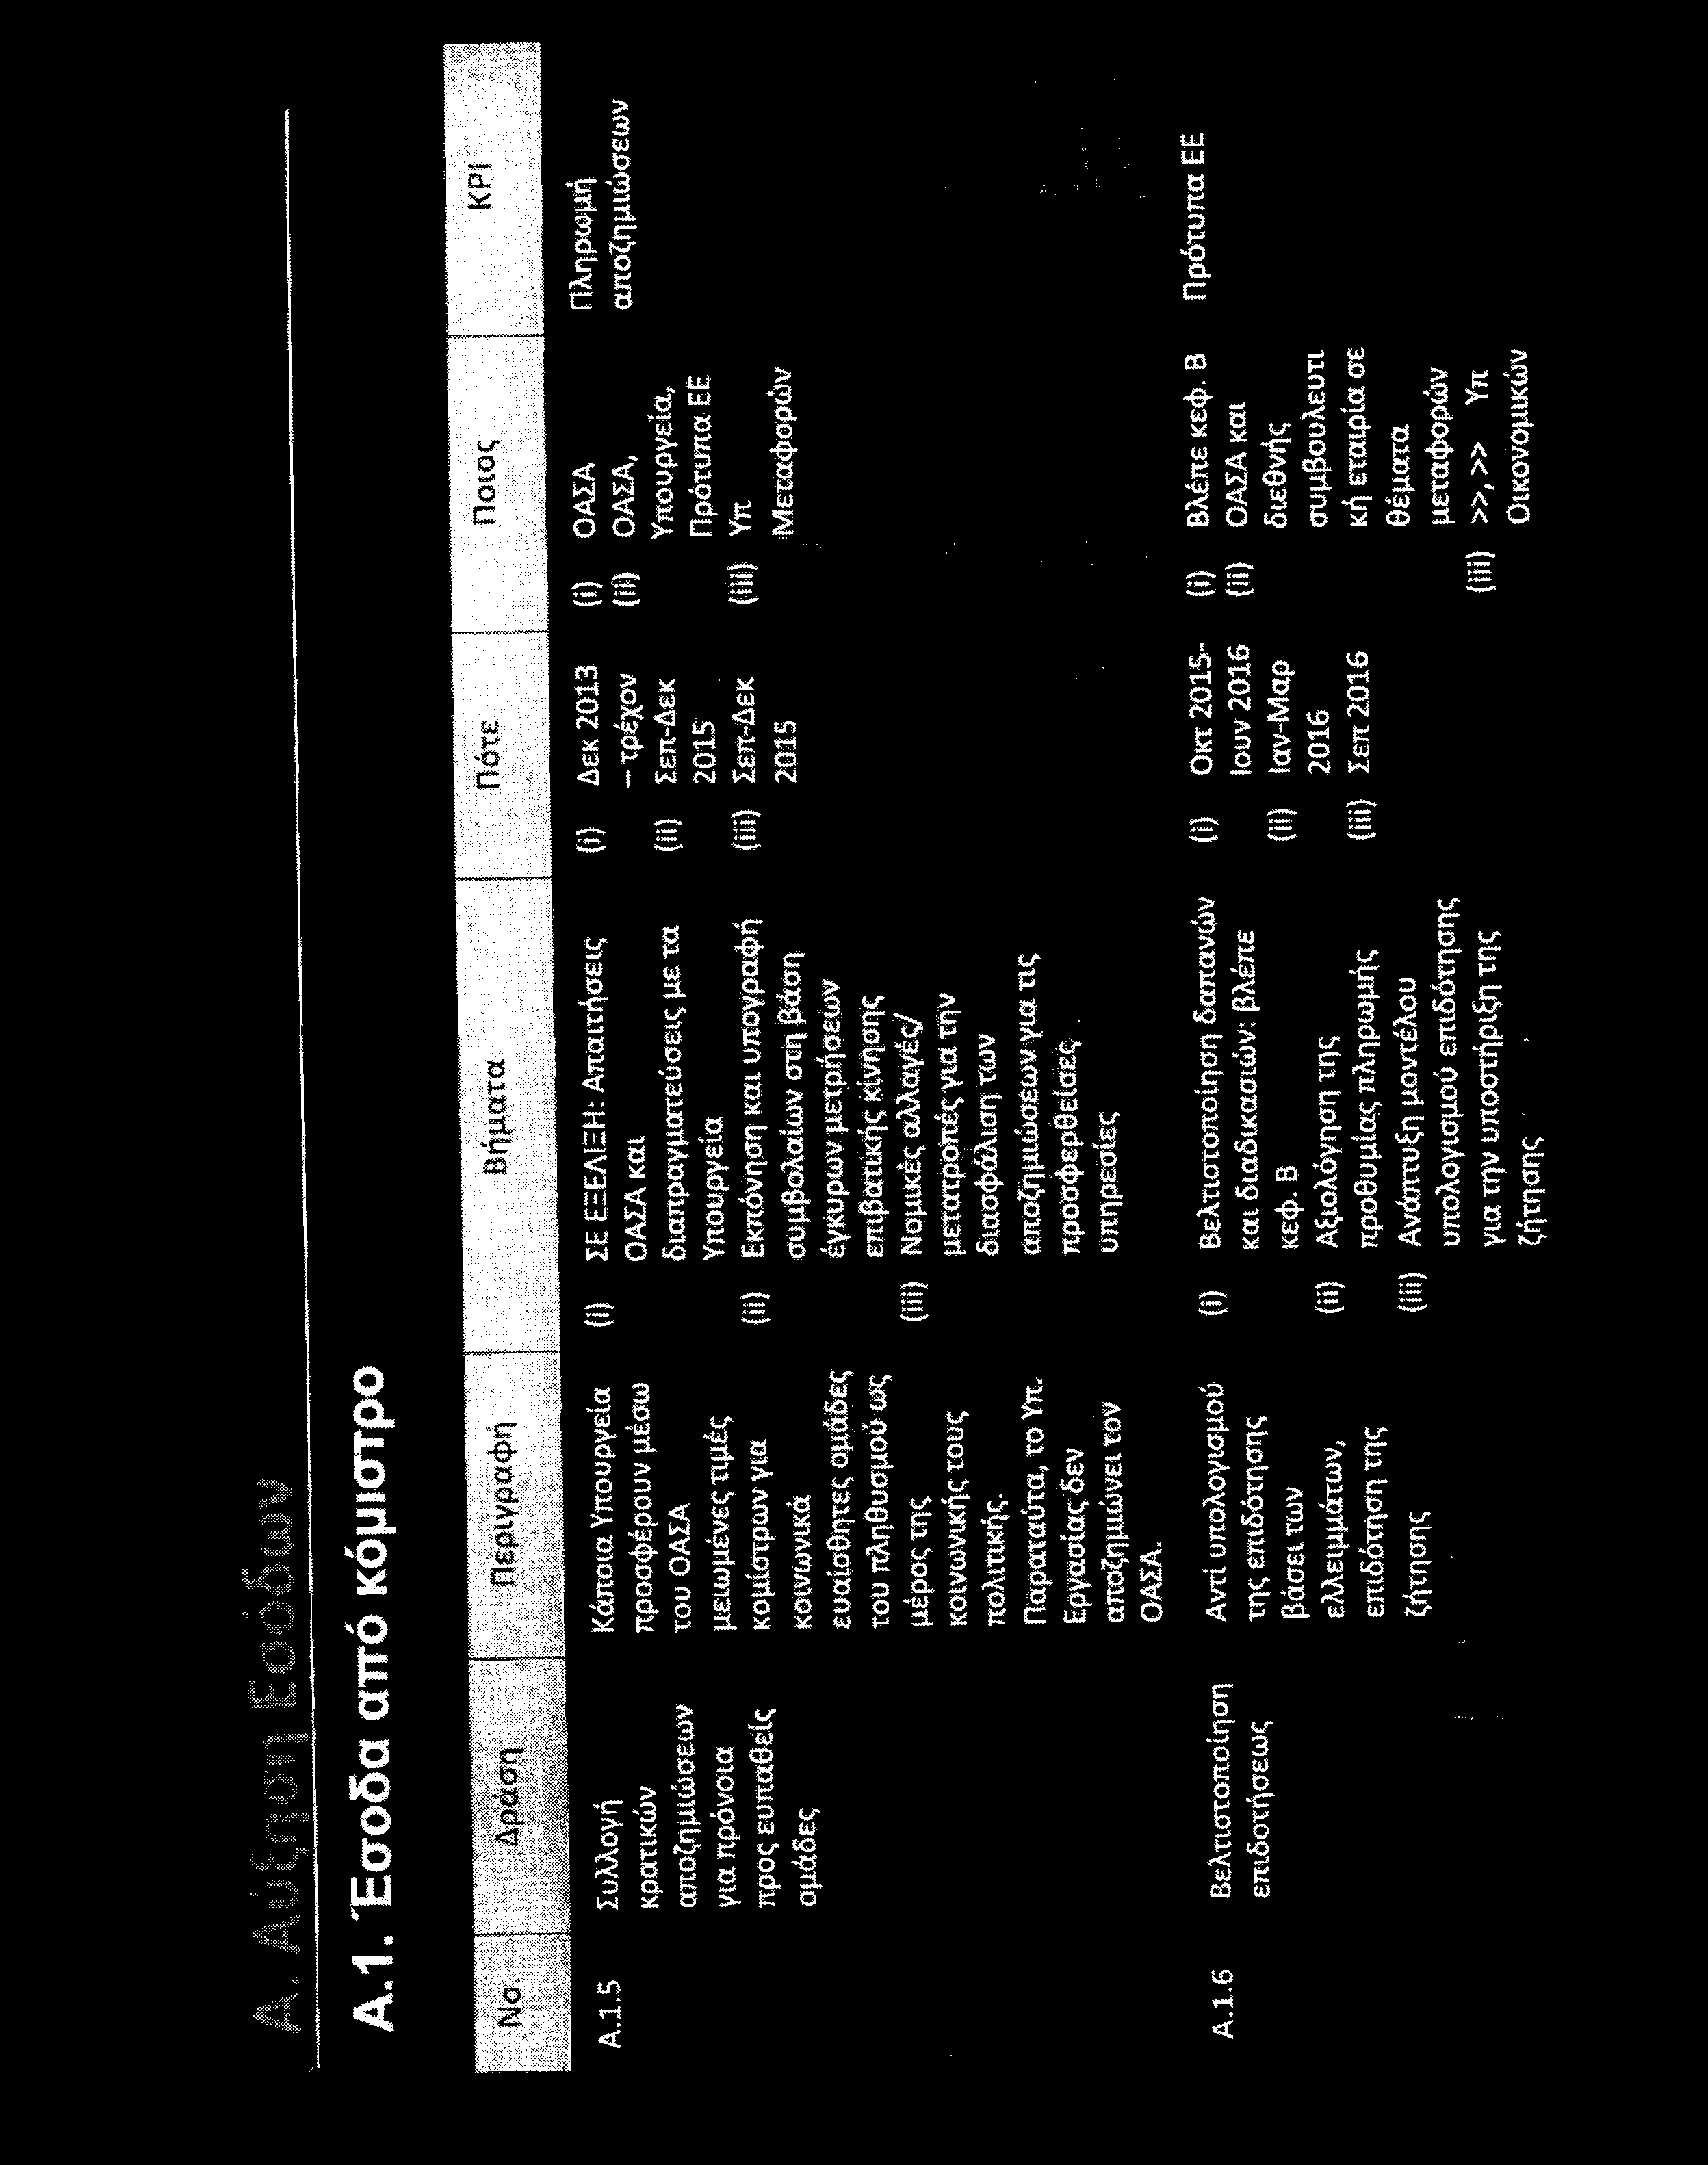 Α. Αύξηση Εσόδων
Α.1. Έσοδα από κόμιστρο
No. Δράση Περιγραφή Βήματα Πότε Ποιος KPI
Α.1.5
Συλλογή
κρατικών
αποζημιώσεων
για πρόνοια
προς ευπαθείς
ομάδες
Κάποια Υπουργεία
προσφέρουν μέσω
του ΟΑΣΑ
μειωμένες τιμές
κομίστρων για
κοινωνικά
ευαίσθητες ομάδες
του πληθυσμού ως
μέρος της
κοινωνικής τους
πολιτικής.
Παραταύτα, το Υπ.
Εργασίας δεν
αποζημιώνει τον
ΟΑΣΑ.
(i) ΣΕ ΕΞΕΛΙΞΗ: Απαιτήσεις
ΟΑΣΑ και
διαπραγματεύσεις με τα
Υπουργεία
(ii) Εκπόνηση και υπογραφή
συμβολαίων στη βάση
έγκυρων μετρήσεων
επιβατικής κίνησης
(iii) Νομικές αλλαγές/
μετατροπές για την
διασφάλιση των
αποζημιώσεων για τις
προσφερθείσες
υπηρεσίες
(i) Δεκ 2013
– τρέχον
(ii) Σεπ-Δεκ
2015
(iii) Σεπ-Δεκ
2015
(i) ΟΑΣΑ
(ii) ΟΑΣΑ,
Υπουργεία,
Πρότυπα ΕΕ
(iii) Υπ
Μεταφορών
Πληρωμή
αποζημιώσεων
Α.1.6
Βελτιστοποίηση
επιδοτήσεως
Αντί υπολογισμού
της επιδότησης
βάσει των
ελλειμμάτων,
επιδότηση της
ζήτησης
(i) Βελτιστοποίηση δαπανών
και διαδικασιών: βλέπε
κεφ. Β
(ii) Αξιολόγηση της
προθυμίας πληρωμής
(iii) Ανάπτυξη μοντέλου
υπολογισμού επιδότησης
για την υποστήριξη της
ζήτησης
(i) Οκτ 2015-
Ιουν 2016
(ii) Ιαν-Μαρ
2016
(iii) Σεπ 2016
(i) Βλέπε κεφ. Β
(ii) ΟΑΣΑ και
διεθνής
συμβουλευτι
κή εταιρία σε
θέματα
μεταφορών
(iii) >>,>> Υπ
Οικονομικών
Πρότυπα ΕΕ